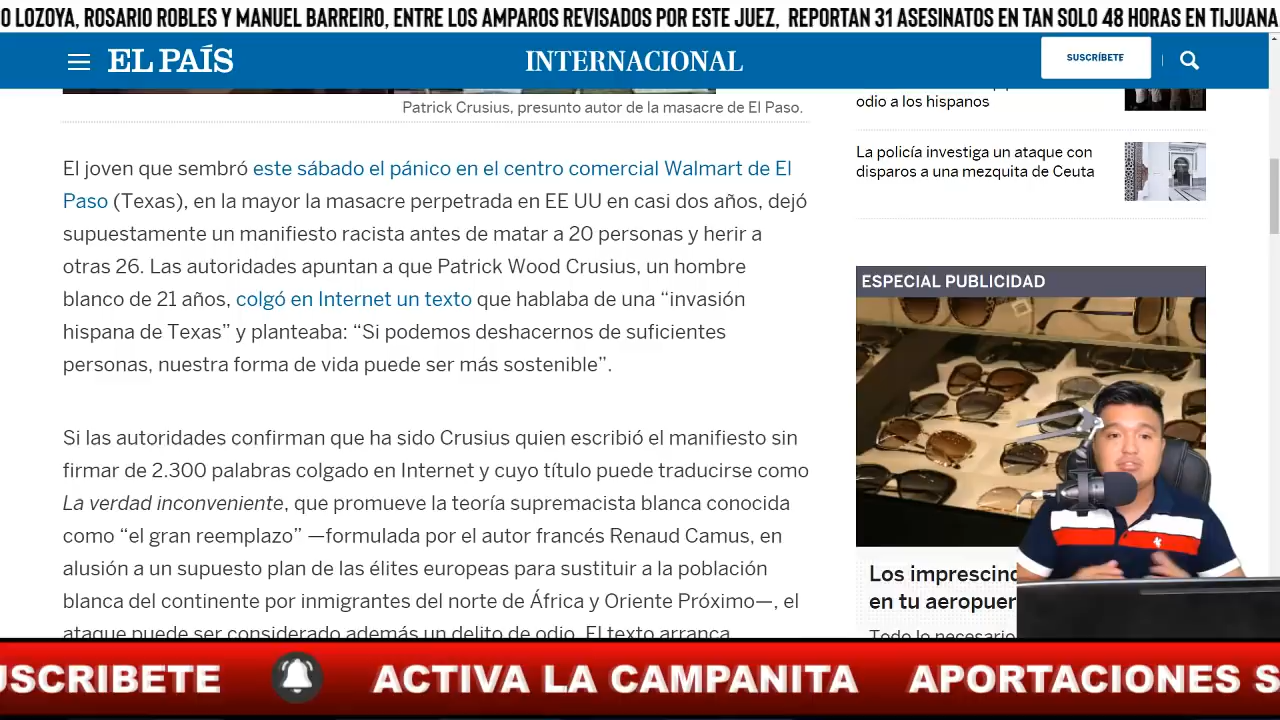 O LOZOYA, ROSARIO ROBLES Y MANUEL BARREIRO, ENTRE LOS AMPAROS REVISADOS POR ESTE JUEZ, REPORTAN 31 ASESINATOS EN TAN SOLO 48 HORAS EN TIJUANA
EL PAÍS
INTERNACIONAL
SUSCRÍBETE
Patrick Crusius, presunto autor de la masacre de El Paso.
El joven que sembró este sábado el pánico en el centro comercial Walmart de El
Paso (Texas), en la mayor la masacre perpetrada en EE UU en casi dos años, dejó
supuestamente un manifiesto racista antes de matar a 20 personas y herir a
otras 26. Las autoridades apuntan a que Patrick Wood Crusius, un hombre
blanco de 21 años, colgó en Internet un texto que hablaba de una “invasión
hispana de Texas” y planteaba: “Si podemos deshacernos de suficientes
personas, nuestra forma de vida puede ser más sostenible”.
Si las autoridades confirman que ha sido Crusius quien escribió el manifiesto sin
firmar de 2.300 palabras colgado en Internet y cuyo título puede traducirse como
La verdad inconveniente, que promueve la teoría supremacista blanca conocida
como “el gran reemplazo” —formulada por el autor francés Renaud Camus, en
alusión a un supuesto plan de las élites europeas para sustituir a la población
blanca del continente por inmigrantes del norte de África y Oriente Próximo—, el
ataque puede ser considerado además un delito de odio. El texto arranca
odio a los hispanos
La policía investiga un ataque con
disparos a una mezquita de Ceuta
ESPECIAL PUBLICIDAD
Los imprescind
en tu aeropuer
Todo lo necesario
USCRIBETE
ACTIVA LA CAMPANITA
APORTACIONES S